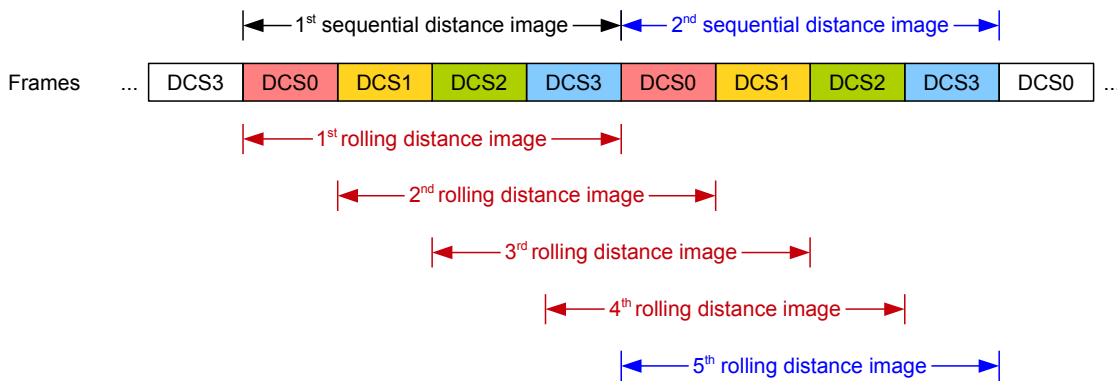 1st sequential distance image 2nd sequential distance image
Frames ... DCS3 DCS0 DCS1 DCS2 DCS3 DCS0 DCS1 DCS2 DCS3 DCS0 ...
1st rolling distance image
2nd rolling distance image
3rd rolling distance image
4th rolling distance image
5th rolling distance image